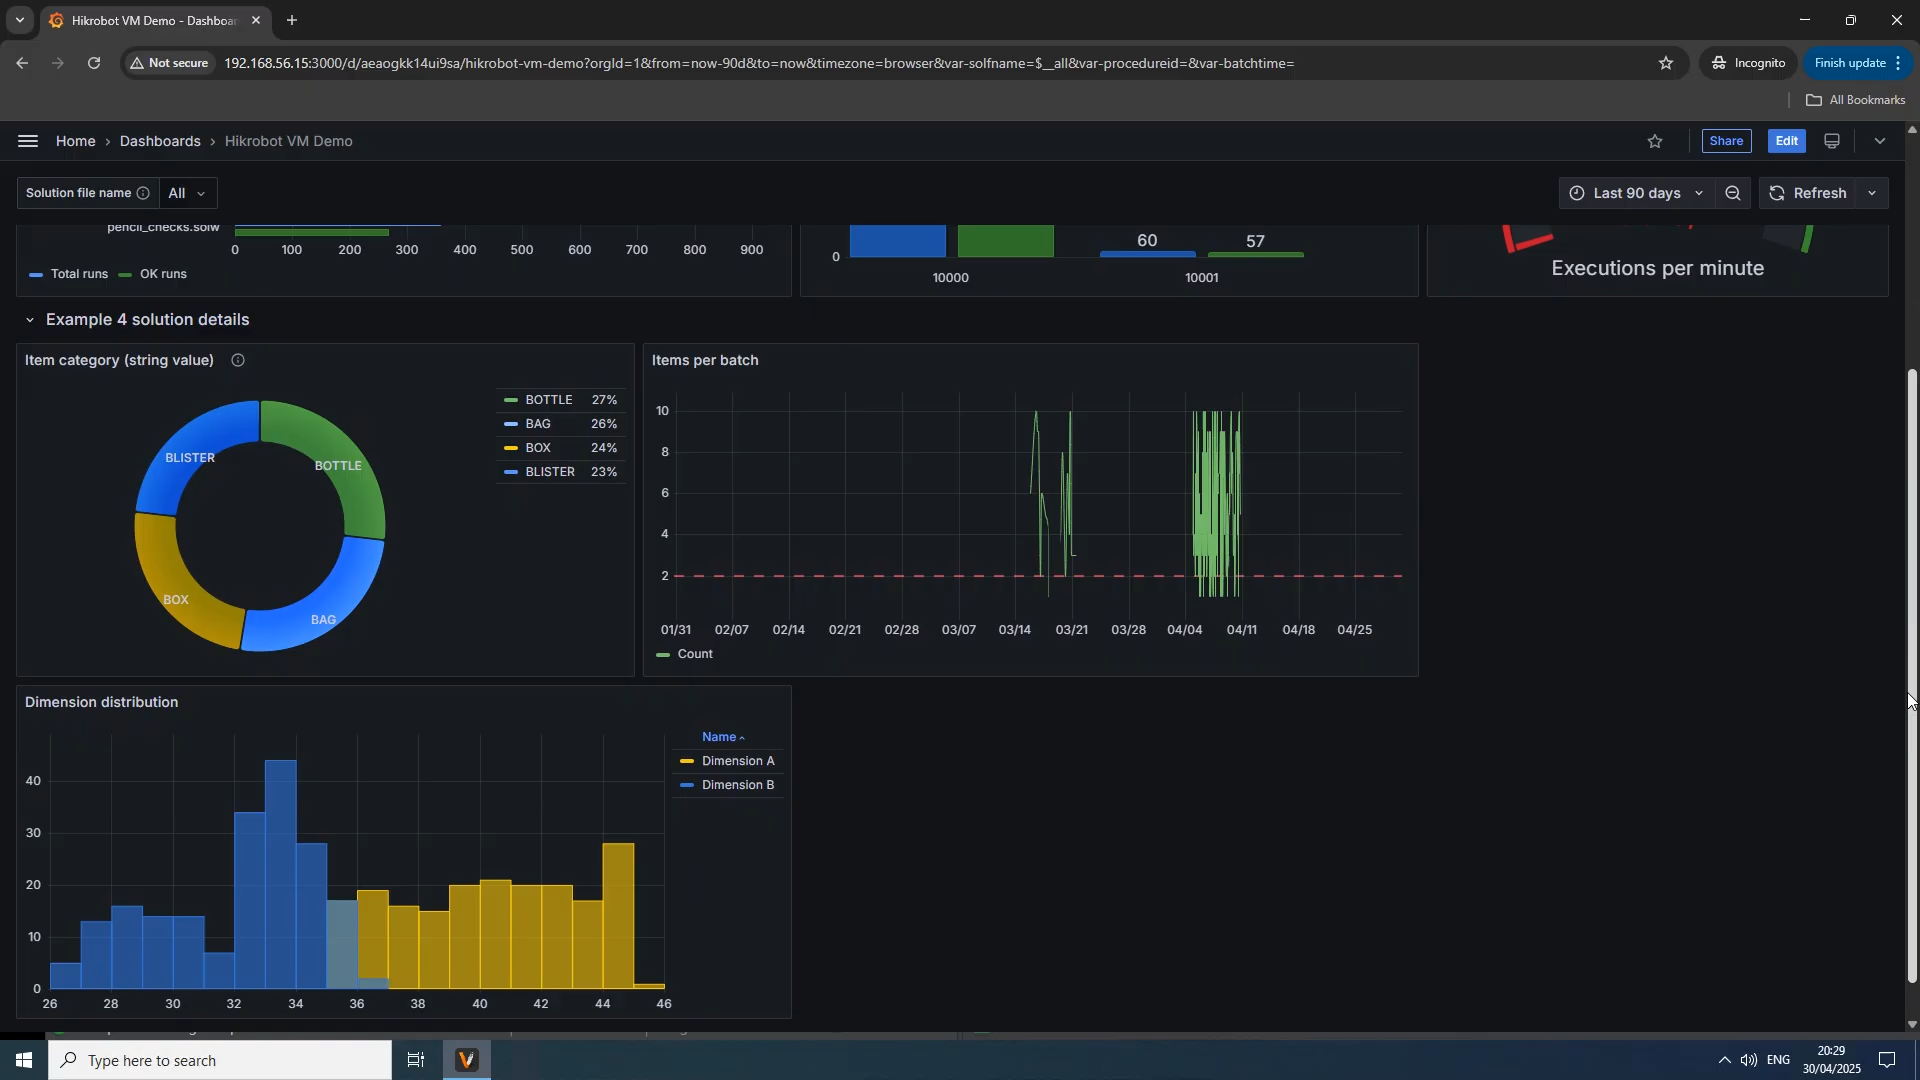 Hikrobot VM Demo - Dashboar
Not secure
192.168.56.15:3000/d/aeaogkk14ui9sa/hikrobot-vm-demo?orgId=1&from=now-90d&to=now&timezone=browser&var-solfname=$__all&var-procedureid=&var-batchtime=
Incognito
Finish update
All Bookmarks
Home › Dashboards › Hikrobot VM Demo
Share
Edit
Solution file name
All
Last 90 days
Refresh
pencil_checks.solw
0 100 200 300 400 500 600 700 800 900
Total runs OK runs
0
60 57
10000 10001
Executions per minute
Example 4 solution details
Item category (string value)
BLISTER
BOTTLE
BOX
BAG
BOTTLE 27%
BAG 26%
BOX 24%
BLISTER 23%
Items per batch
10
8
6
4
2
01/31 02/07 02/14 02/21 02/28 03/07 03/14 03/21 03/28 04/04 04/11 04/18 04/25
Count
Dimension distribution
40
30
20
10
0
26 28 30 32 34 36 38 40 42 44 46
Name
Dimension A
Dimension B
Type here to search
ENG
20:29
30/04/2025